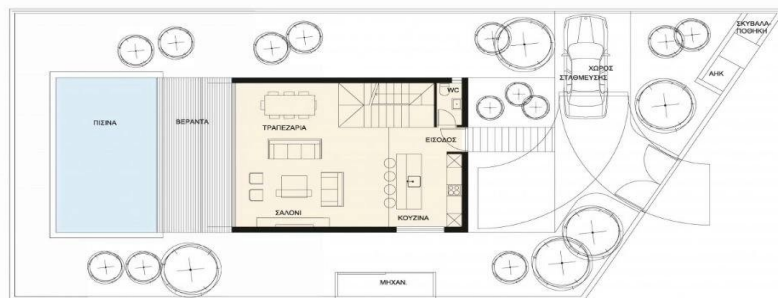 ΣΚΥΒΑΛΑ-
ΠΟΘΗΚΗ
ΧΩΡΟΣ
ΣΤΑΘΜΕΥΣΗΣ
ΑΗΚ
WC
ΠΙΣΙΝΑ
ΒΕΡΑΝΤΑ
ΤΡΑΠΕΖΑΡΙΑ
ΕΙΣΟΔΟΣ
ΣΑΛΟΝΙ
ΚΟΥΖΙΝΑ
ΜΗΧΑΝ.